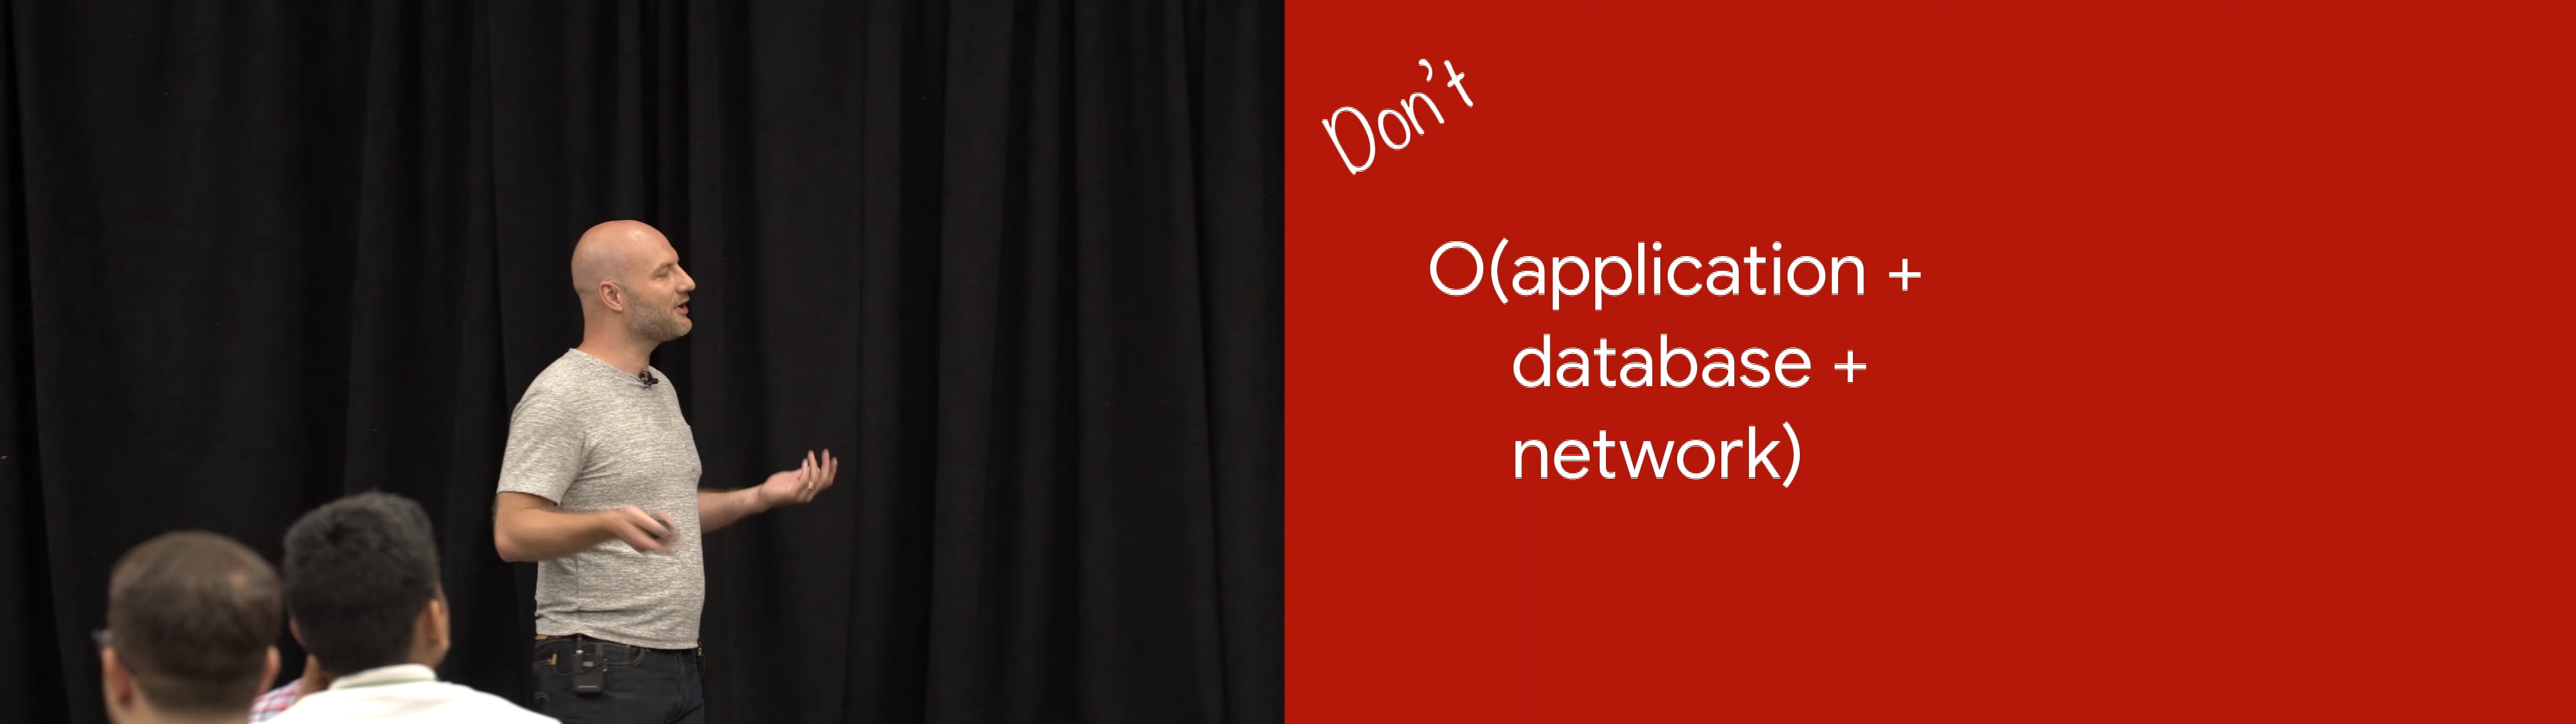 Don't
O(application +
database +
network)